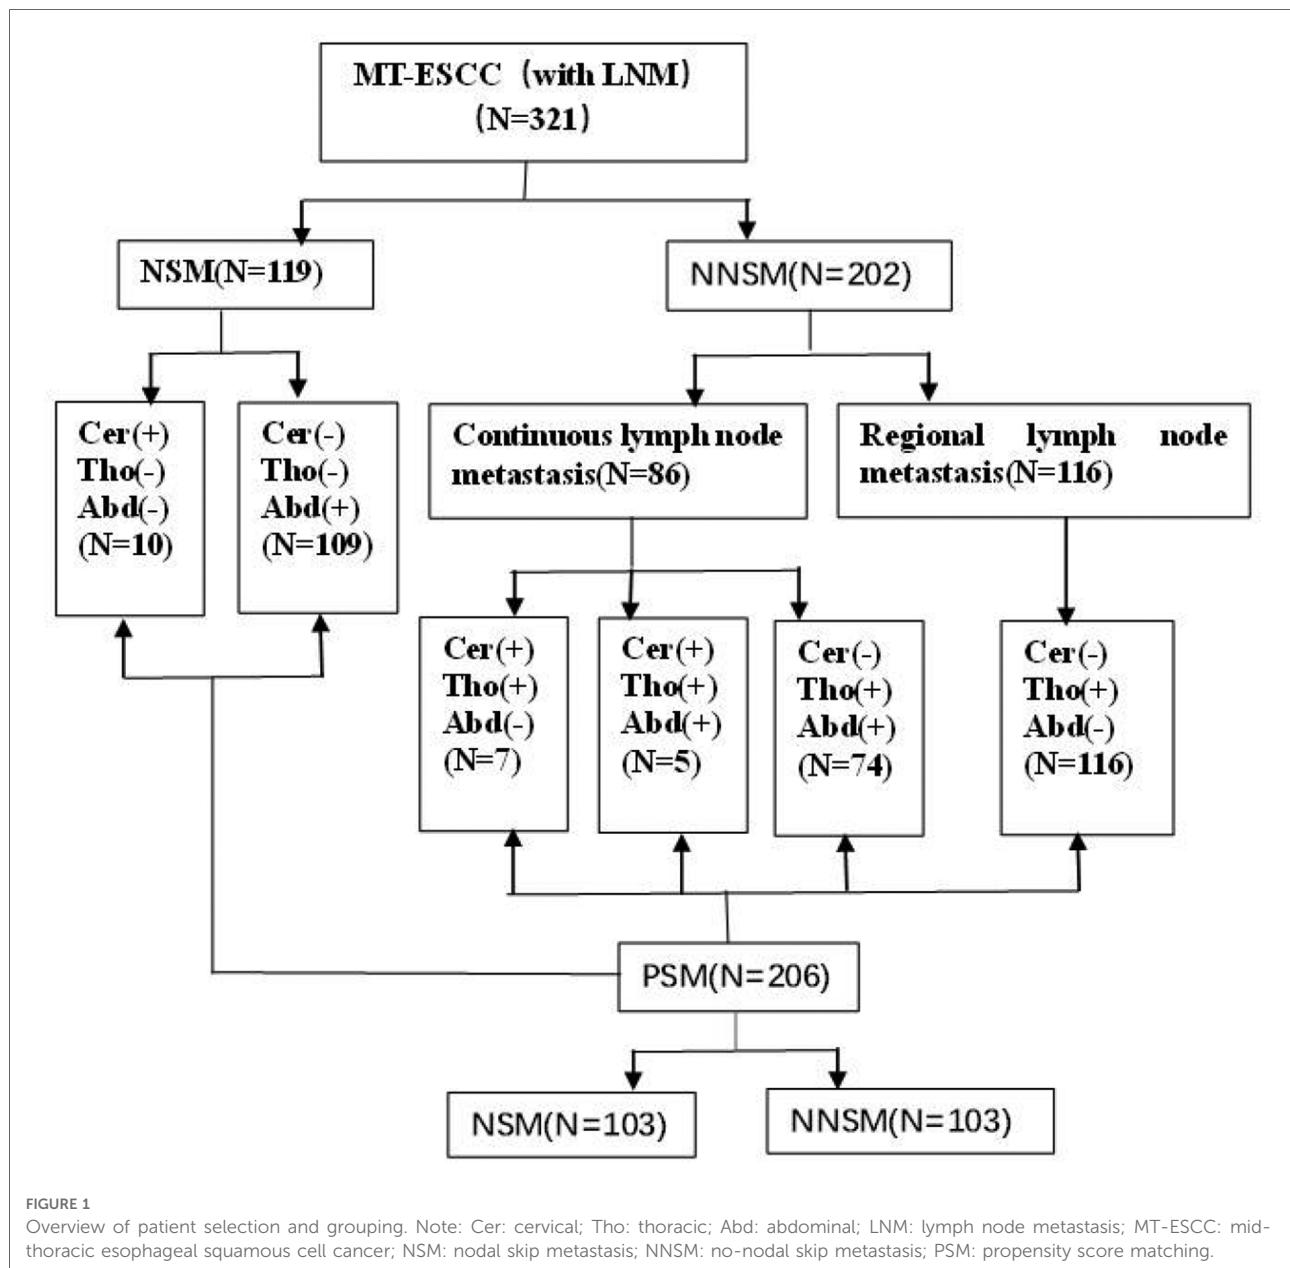 MT-ESCC (with LNM)
(N=321)
NSM(N=119)
NNSM(N=202)
Cer(+)
Tho(-)
Abd(-)
(N=10)
Cer(-)
Tho(-)
Abd(+)
(N=109)
Continuous lymph node
metastasis(N=86)
Regional lymph node
metastasis(N=116)
Cer(+)
Tho(+)
Abd(-)
(N=7)
Cer(+)
Tho(+)
Abd(+)
(N=5)
Cer(-)
Tho(+)
Abd(+)
(N=74)
Cer(-)
Tho(+)
Abd(-)
(N=116)
PSM(N=206)
NSM(N=103)
NNSM(N=103)
FIGURE 1
Overview of patient selection and grouping. Note: Cer: cervical; Tho: thoracic; Abd: abdominal; LNM: lymph node metastasis; MT-ESCC: mid-
thoracic esophageal squamous cell cancer; NSM: nodal skip metastasis; NNSM: no-nodal skip metastasis; PSM: propensity score matching.